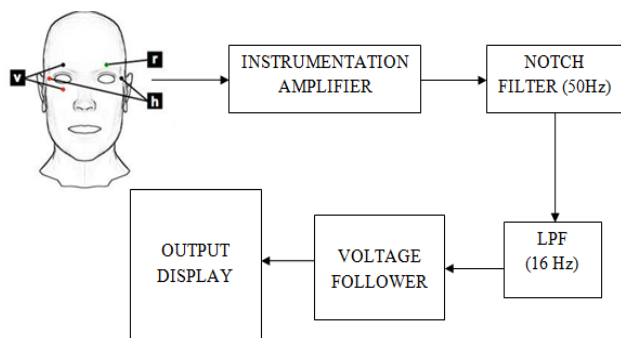 v
r
h
INSTRUMENTATION
AMPLIFIER
NOTCH
FILTER (50Hz)
LPF
(16 Hz)
VOLTAGE
FOLLOWER
OUTPUT
DISPLAY